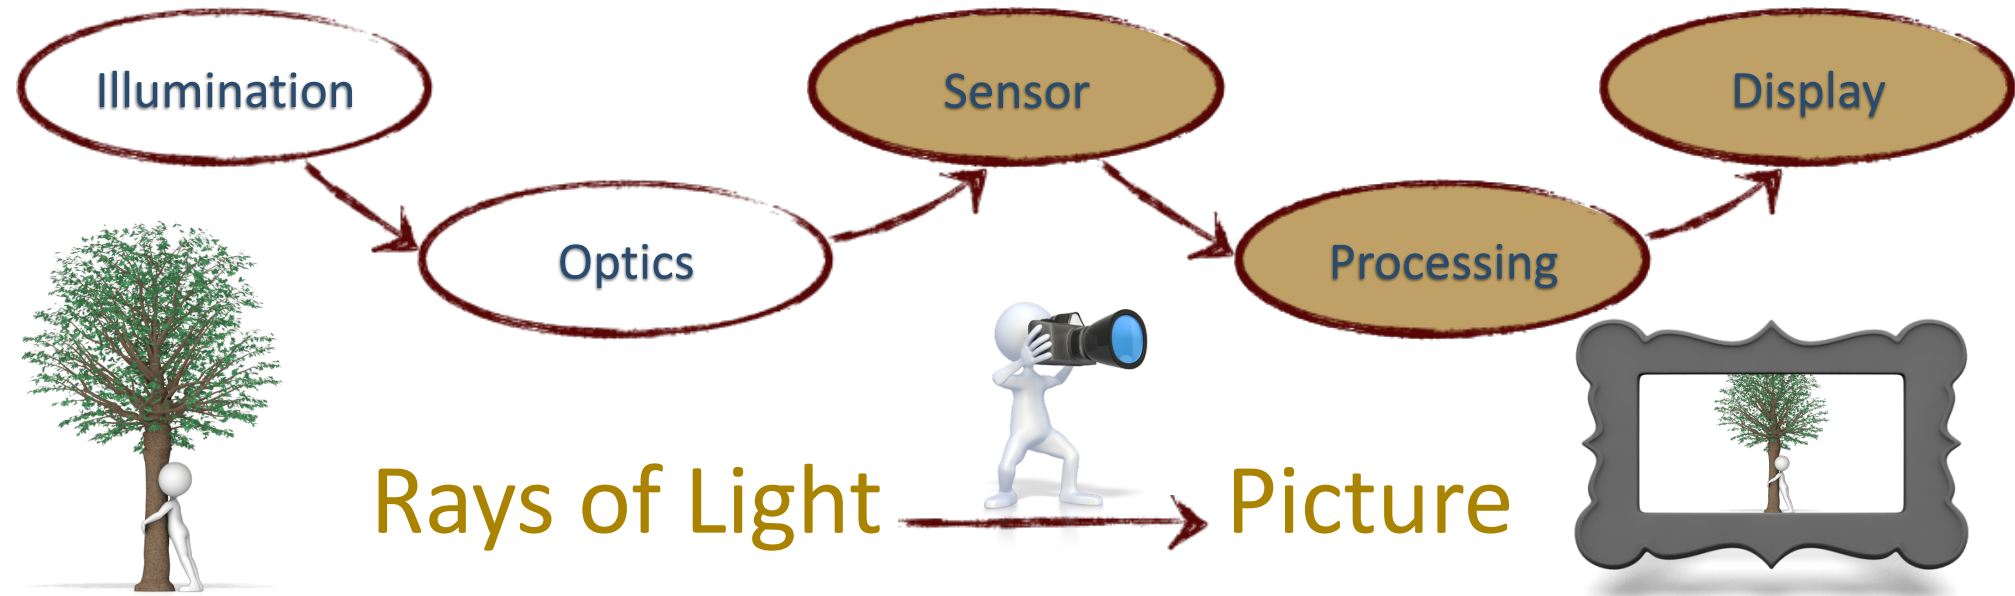 Illumination
Optics
Sensor
Processing
Display
Rays of Light
Picture